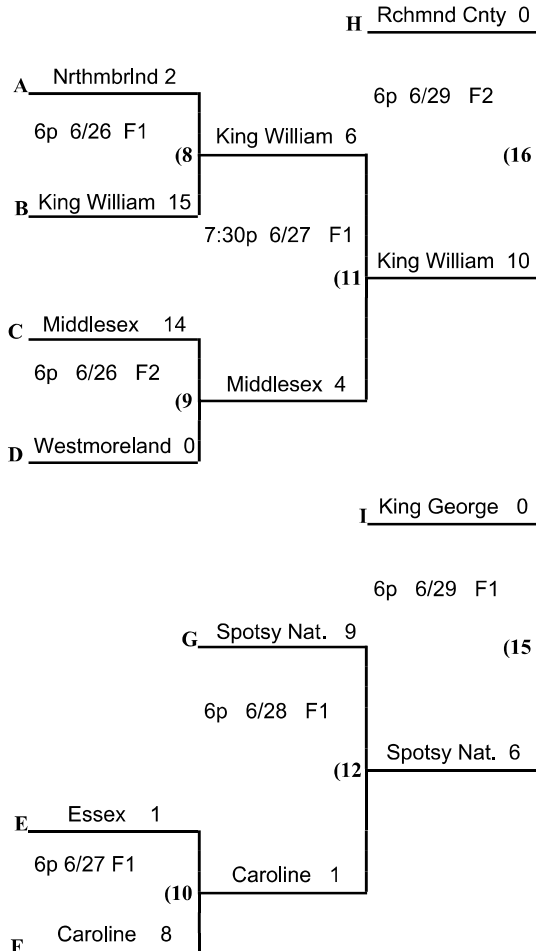 H Rchmnd Cnty 0
A Nrthmbrlnd 2
6p 6/29 F2
6p 6/26 F1
(8 King William 6
(16
B King William 15
7:30p 6/27 F1
(11 King William 10
C Middlesex 14
6p 6/26 F2
(9 Middlesex 4
D Westmoreland 0
I King George 0
6p 6/29 F1
G Spotsy Nat. 9
(15
6p 6/28 F1
(12 Spotsy Nat. 6
E Essex 1
6p 6/27 F1
(10 Caroline 1
F Caroline 8